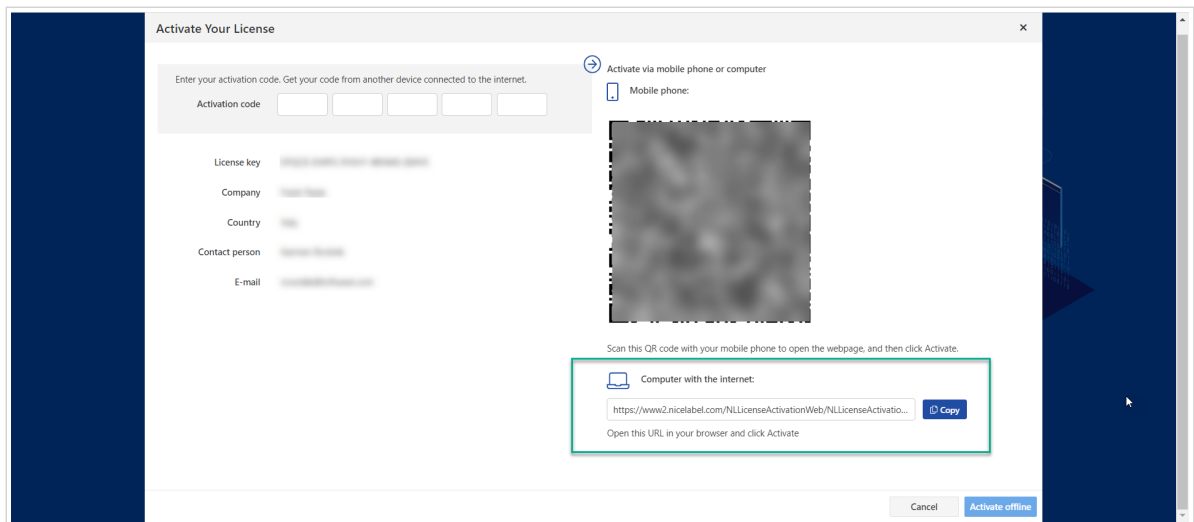 Activate Your License
Enter your activation code. Get your code from another device connected to the internet.
Activation code
License key
Company
Country
Contact person
E-mail
Activate via mobile phone or computer
Mobile phone:
Scan this QR code with your mobile phone to open the webpage, and then click Activate.
Computer with the internet:
https://www2.nicelabel.com/NLLicenseActivationWeb/NLLicenseActivatio...
Copy
Open this URL in your browser and click Activate
Cancel
Activate offline